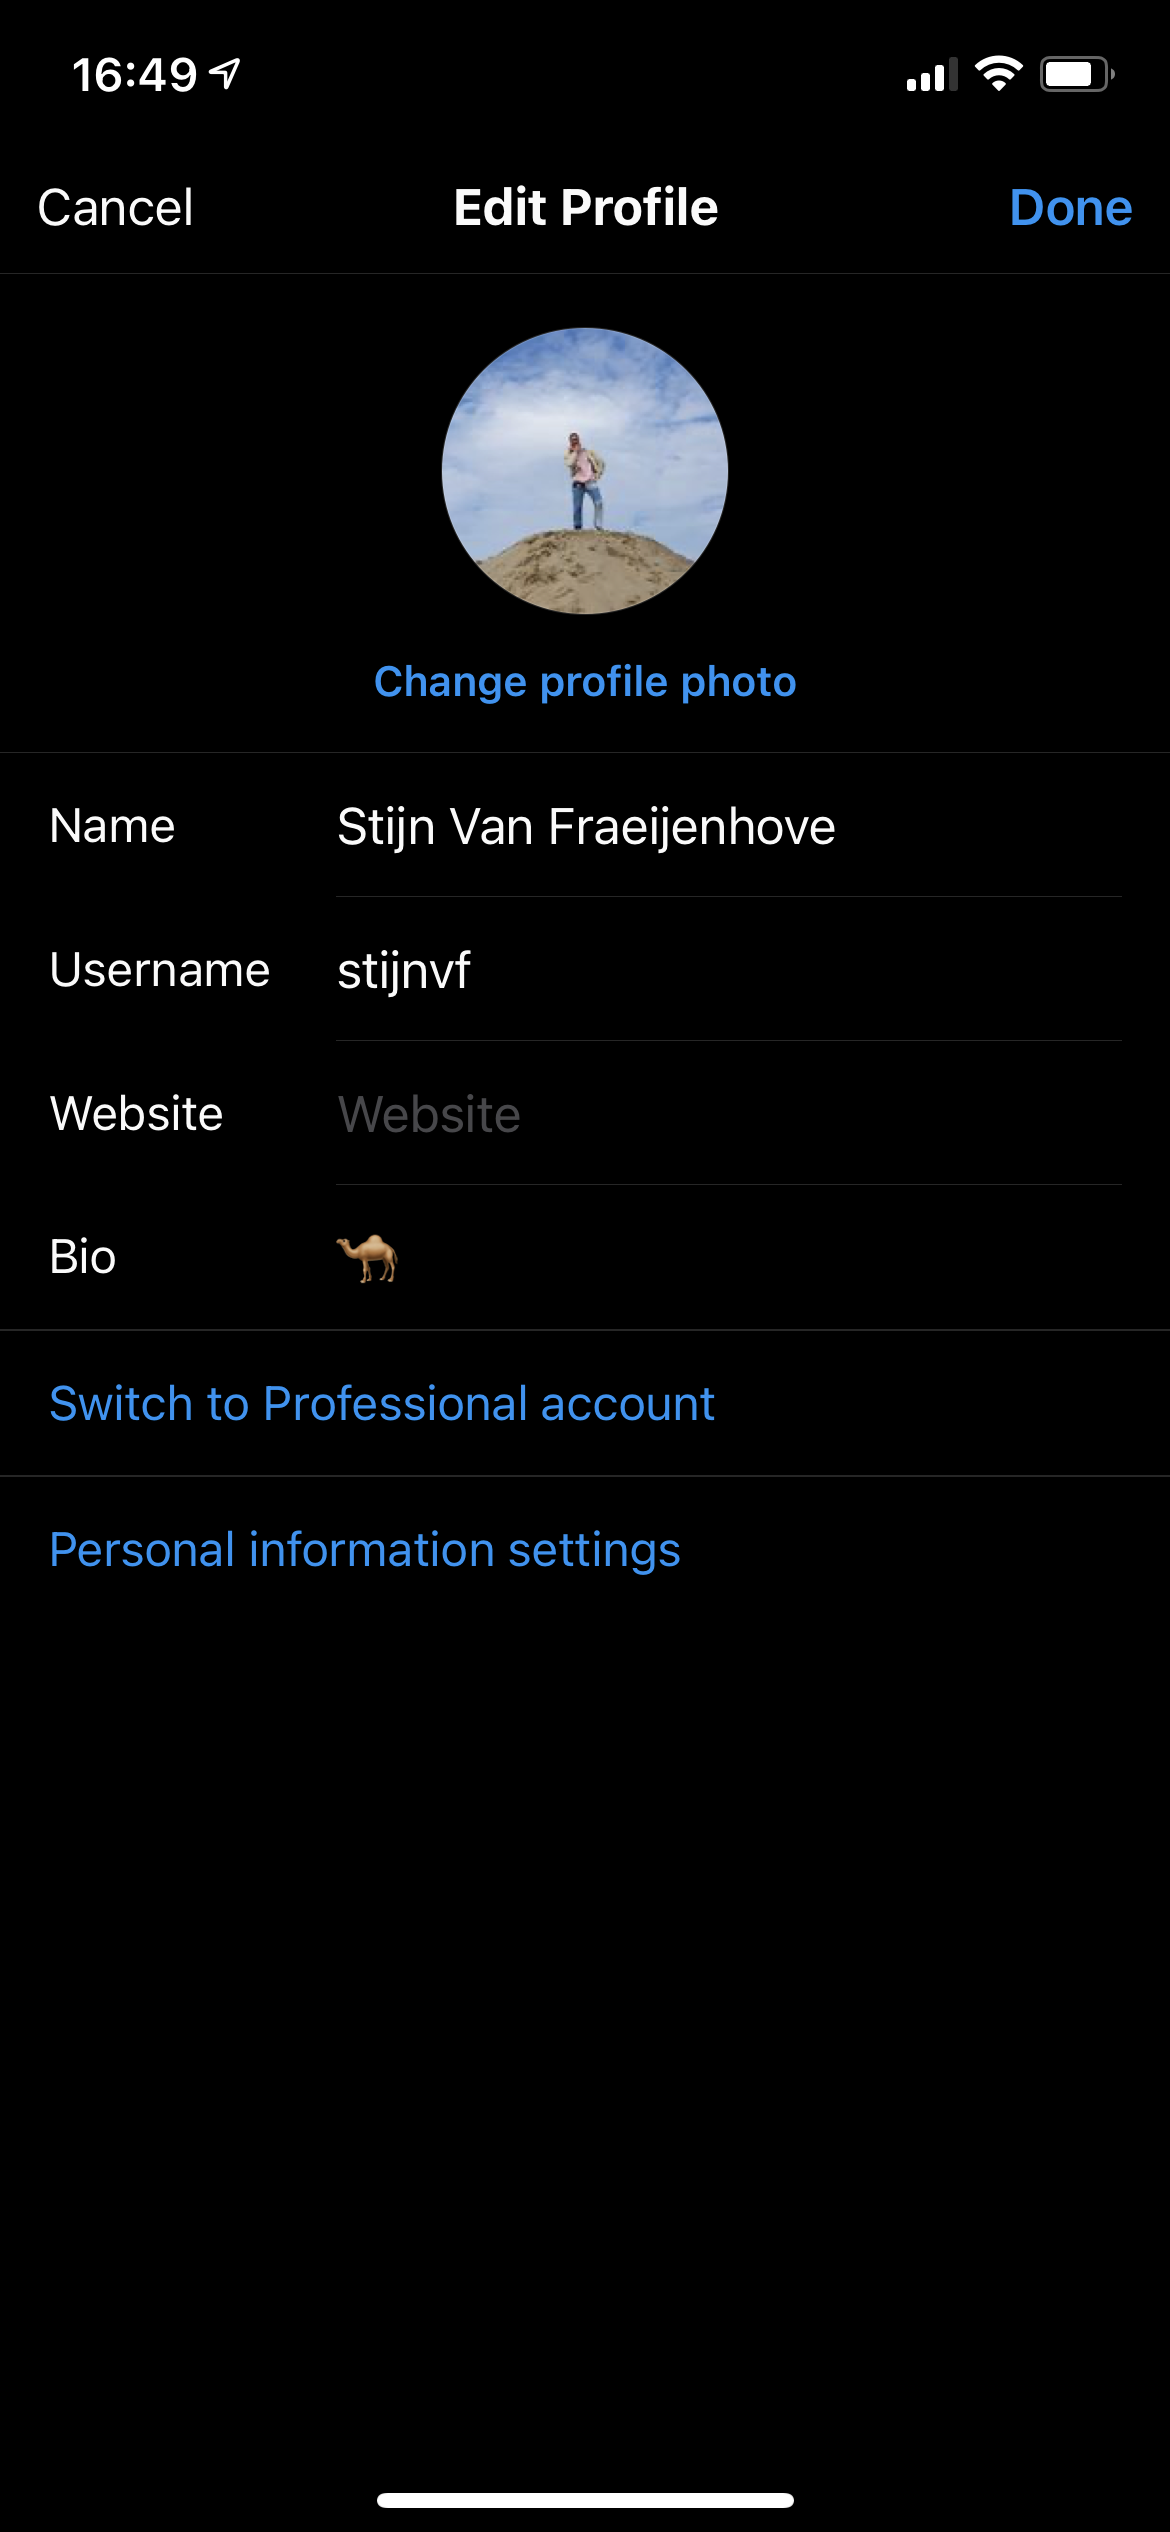 16:49
Cancel Edit Profile Done
Change profile photo
Name Stijn Van Fraeijenhove
Username stijnvf
Website Website
Bio 🐪
Switch to Professional account
Personal information settings